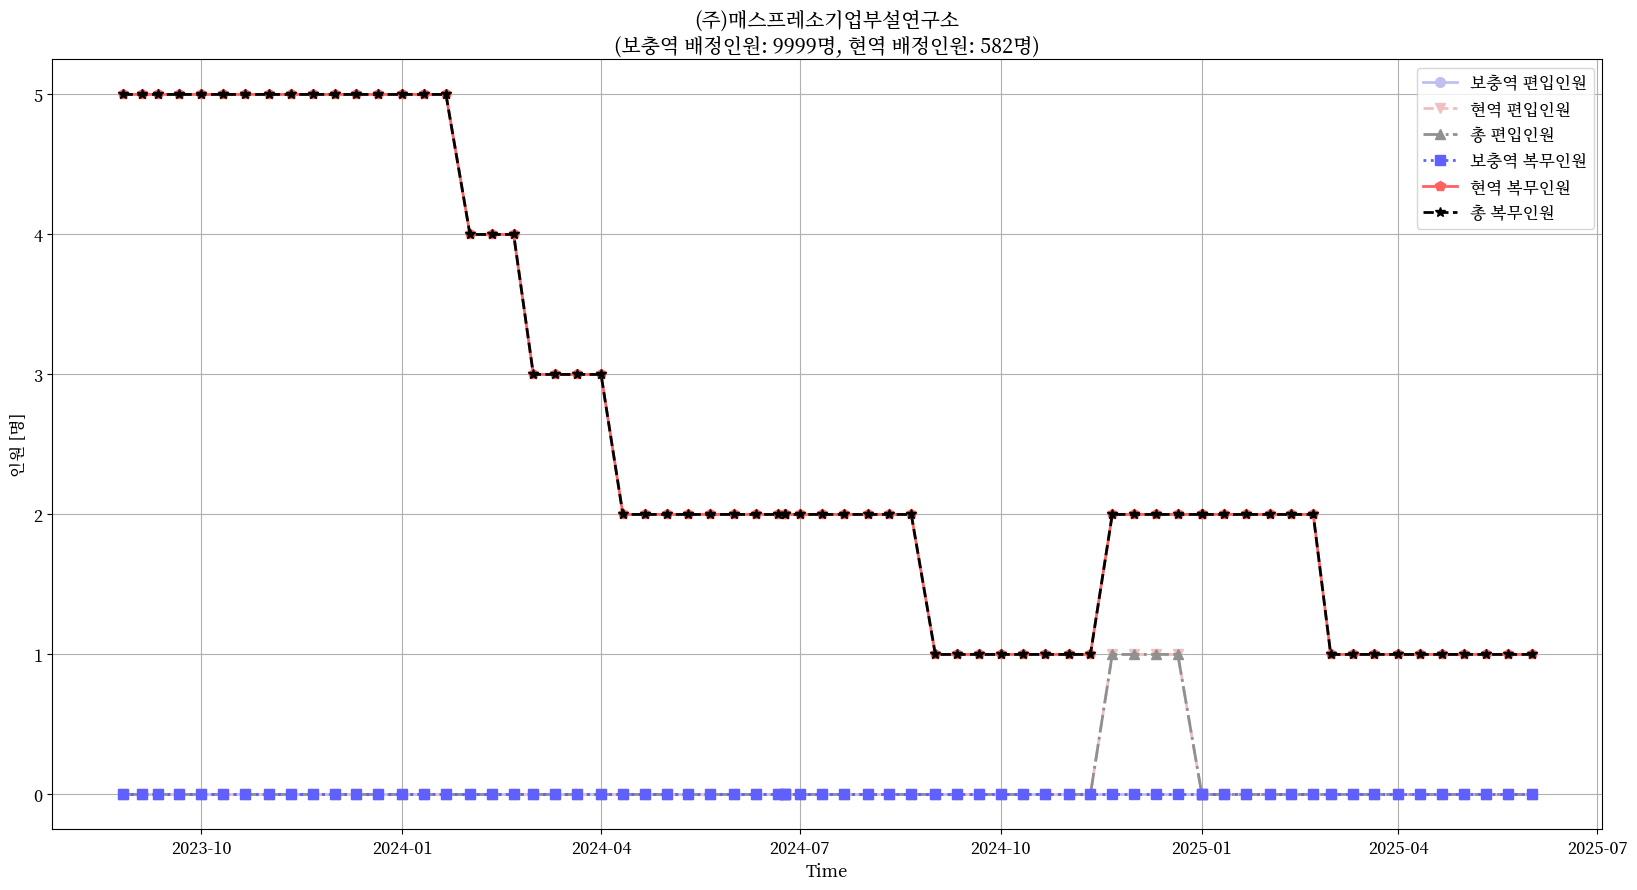 (주)매스프레소기업부설연구소
(보충역 배정인원: 9999명, 현역 배정인원: 582명)
보충역 편입인원
현역 편입인원
총 편입인원
보충역 복무인원
현역 복무인원
총 복무인원
인원 [명]
5
4
3
2
1
0
2023-10
2024-01
2024-04
2024-07
2024-10
2025-01
2025-04
2025-07
Time